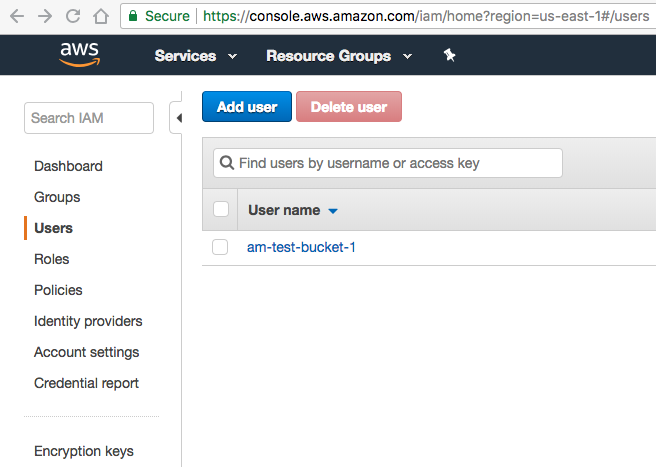 Secure https://console.aws.amazon.com/iam/home?region=us-east-1#/users
aws Services Resource Groups
Search IAM
Dashboard
Groups
Users
Roles
Policies
Identity providers
Account settings
Credential report
Encryption keys
Add user Delete user
Find users by username or access key
User name
am-test-bucket-1